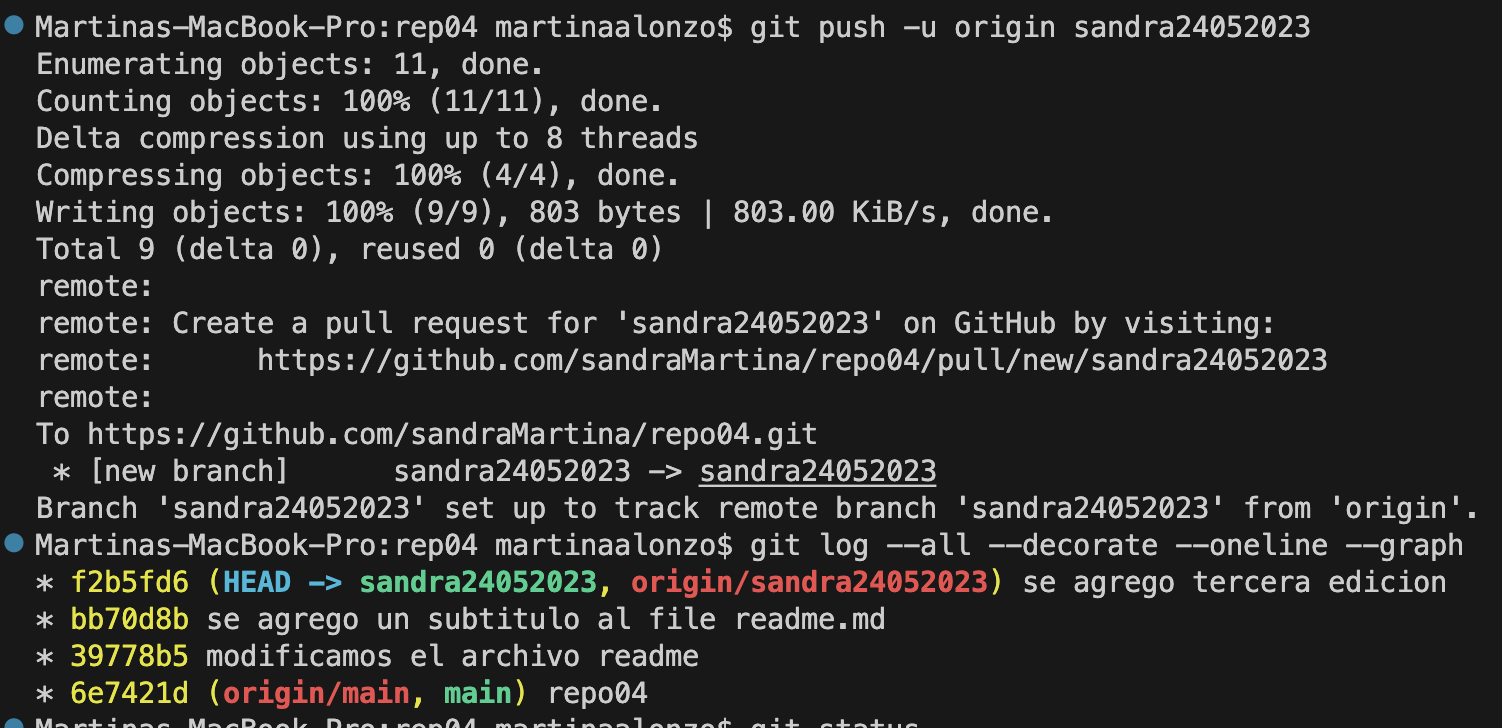 Martinas-MacBook-Pro:rep04 martinaalonzo$ git push -u origin sandra24052023
Enumerating objects: 11, done.
Counting objects: 100% (11/11), done.
Delta compression using up to 8 threads
Compressing objects: 100% (4/4), done.
Writing objects: 100% (9/9), 803 bytes | 803.00 KiB/s, done.
Total 9 (delta 0), reused 0 (delta 0)
remote:
remote: Create a pull request for 'sandra24052023' on GitHub by visiting:
remote:      https://github.com/sandraMartina/repo04/pull/new/sandra24052023
remote:
To https://github.com/sandraMartina/repo04.git
 * [new branch]      sandra24052023 -> sandra24052023
Branch 'sandra24052023' set up to track remote branch 'sandra24052023' from 'origin'.
Martinas-MacBook-Pro:rep04 martinaalonzo$ git log --all --decorate --oneline --graph
* f2b5fd6 (HEAD -> sandra24052023, origin/sandra24052023) se agrego tercera edicion
* bb70d8b se agrego un subtitulo al file readme.md
* 39778b5 modificamos el archivo readme
* 6e7421d (origin/main, main) repo04
Martinas-MacBook-Pro:rep04 martinaalonzo$ git status